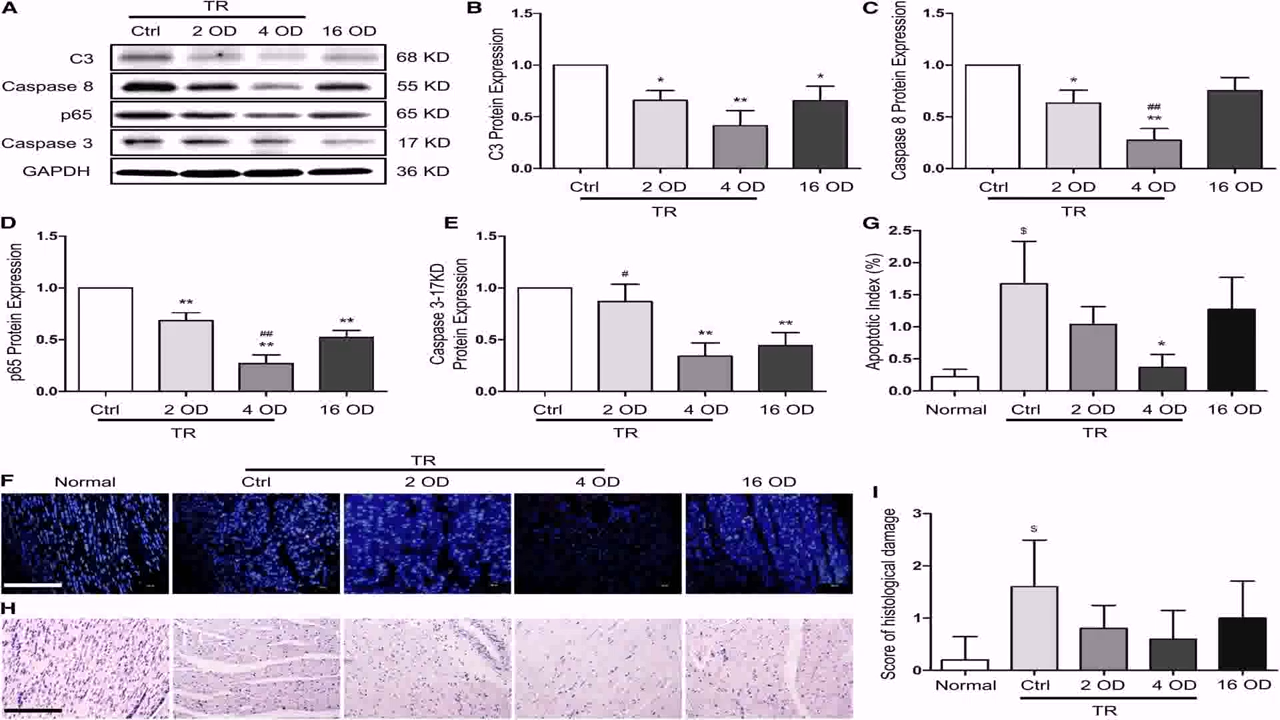 A
TR
Ctrl 2 OD 4 OD 16 OD
C3 68 KD
Caspase 8 55 KD
p65 65 KD
Caspase 3 17 KD
GAPDH 36 KD
B
C3 Protein Expression
1.5
1.0
0.5
0.0
* ** *
Ctrl 2 OD 4 OD 16 OD
TR
C
Caspase 8 Protein Expression
1.5
1.0
0.5
0.0
*
##
**
Ctrl 2 OD 4 OD 16 OD
TR
D
p65 Protein Expression
1.5
1.0
0.5
0.0
**
##
**
**
Ctrl 2 OD 4 OD 16 OD
TR
E
Caspase 3-17KD
Protein Expression
1.5
1.0
0.5
0.0
#
**
**
Ctrl 2 OD 4 OD 16 OD
TR
G
Apoptotic Index (%)
2.5
2.0
1.5
1.0
0.5
0.0
$
*
Normal Ctrl 2 OD 4 OD 16 OD
TR
F
TR
Normal Ctrl 2 OD 4 OD 16 OD
H
I
Score of histological damage
3
2
1
0
$
Normal Ctrl 2 OD 4 OD 16 OD
TR